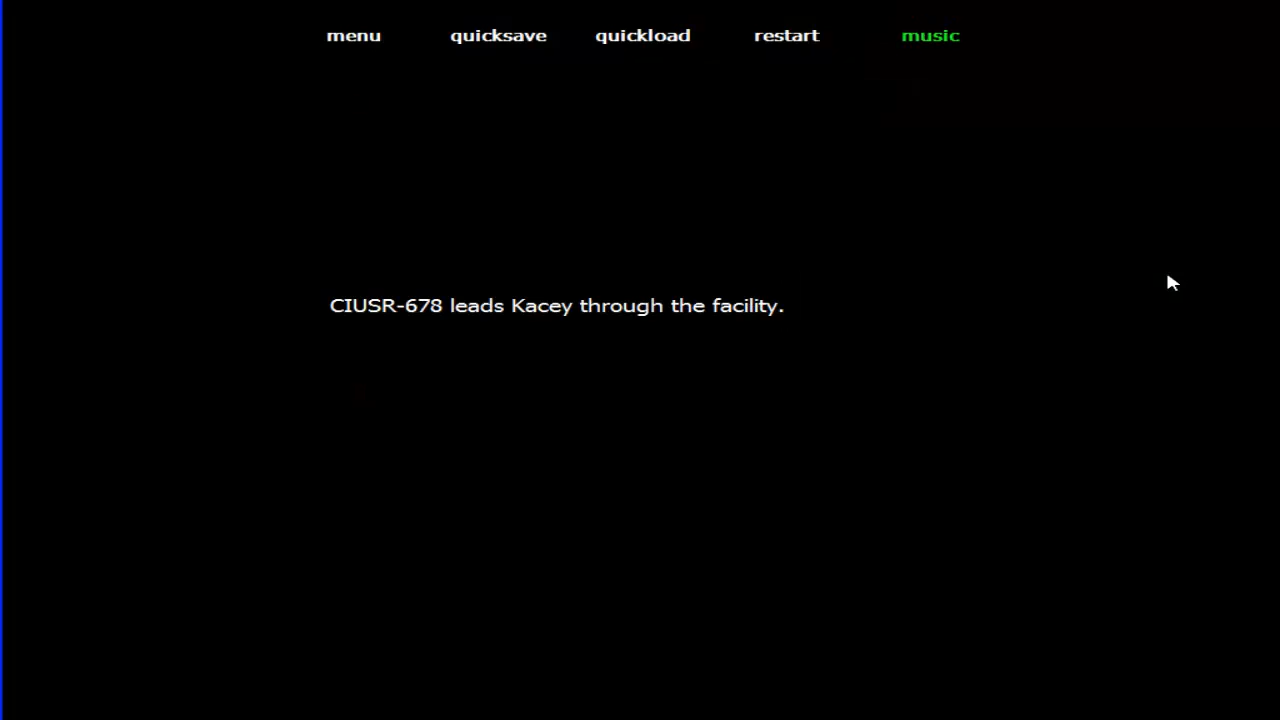 menu quicksave quickload restart music
CIUSR-678 leads Kacey through the facility.